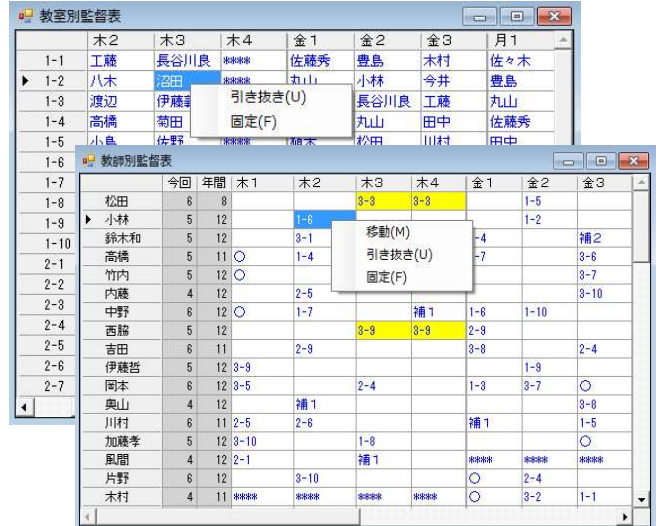 教室別監督表
木2 木3 木4 金1 金2 金3 月1
1-1 工藤 長谷川良 **** 佐藤秀 豊島 木村 佐々木
1-2 八木 沼田 **** 丸山 小林 今井 豊島
1-3 渡辺 長谷川良 工藤 丸山
1-4 高橋 菊田 丸山 田中 佐藤秀
1-5 小島 佐野 **** 植木 松田 川村 田中
1-6
1-7
1-8
1-9
1-10
2-1
2-2
2-3
2-4
2-5
2-6
2-7
引き抜き(U)
固定(F)
教師別監督表
今回 年間 木1 木2 木3 木4 金1 金2 金3
松田 6 8 3-3 3-3 1-5
小林 5 12 1-6 1-2
鈴木和 5 12 3-1 -4 補2
高橋 5 11 ○ 1-4 -7 3-6
竹内 5 12 ○ 3-7
内藤 4 12 2-5 3-10
中野 6 12 ○ 1-7 補1 1-6 1-10
西脇 5 12 3-9 3-9 2-9
吉田 6 11 2-9 3-8 2-4
伊藤哲 5 12 3-9 1-9
岡本 6 12 3-5 2-4 1-3 3-7 ○
奥山 4 12 補1 3-8
川村 6 11 2-5 2-6 補1 1-5
加藤孝 5 12 3-10 1-8 ○
風間 4 12 2-1 補1 **** **** ****
片野 6 12 3-10 ○ 2-4
木村 4 11 **** **** **** **** ○ 3-2 1-1
移動(M)
引き抜き(U)
固定(F)